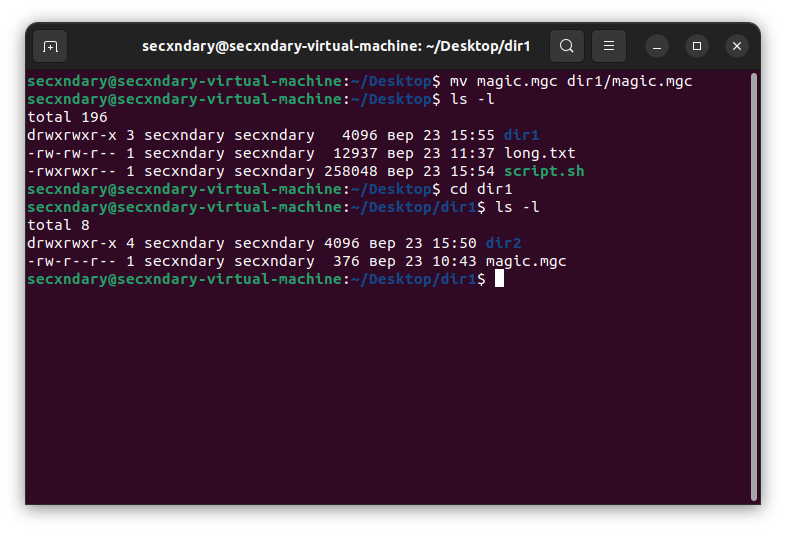 secxndary@secxndary-virtual-machine: ~/Desktop/dir1
secxndary@secxndary-virtual-machine:~/Desktop$ mv magic.mgc dir1/magic.mgc
secxndary@secxndary-virtual-machine:~/Desktop$ ls -l
total 196
drwxrwxr-x 3 secxndary secxndary   4096 вер 23 15:55 dir1
-rw-rw-r-- 1 secxndary secxndary  12937 вер 23 11:37 long.txt
-rwxrwxr-- 1 secxndary secxndary 258048 вер 23 15:54 script.sh
secxndary@secxndary-virtual-machine:~/Desktop$ cd dir1
secxndary@secxndary-virtual-machine:~/Desktop/dir1$ ls -l
total 8
drwxrwxr-x 4 secxndary secxndary 4096 вер 23 15:50 dir2
-rw-r--r-- 1 secxndary secxndary  376 вер 23 10:43 magic.mgc
secxndary@secxndary-virtual-machine:~/Desktop/dir1$